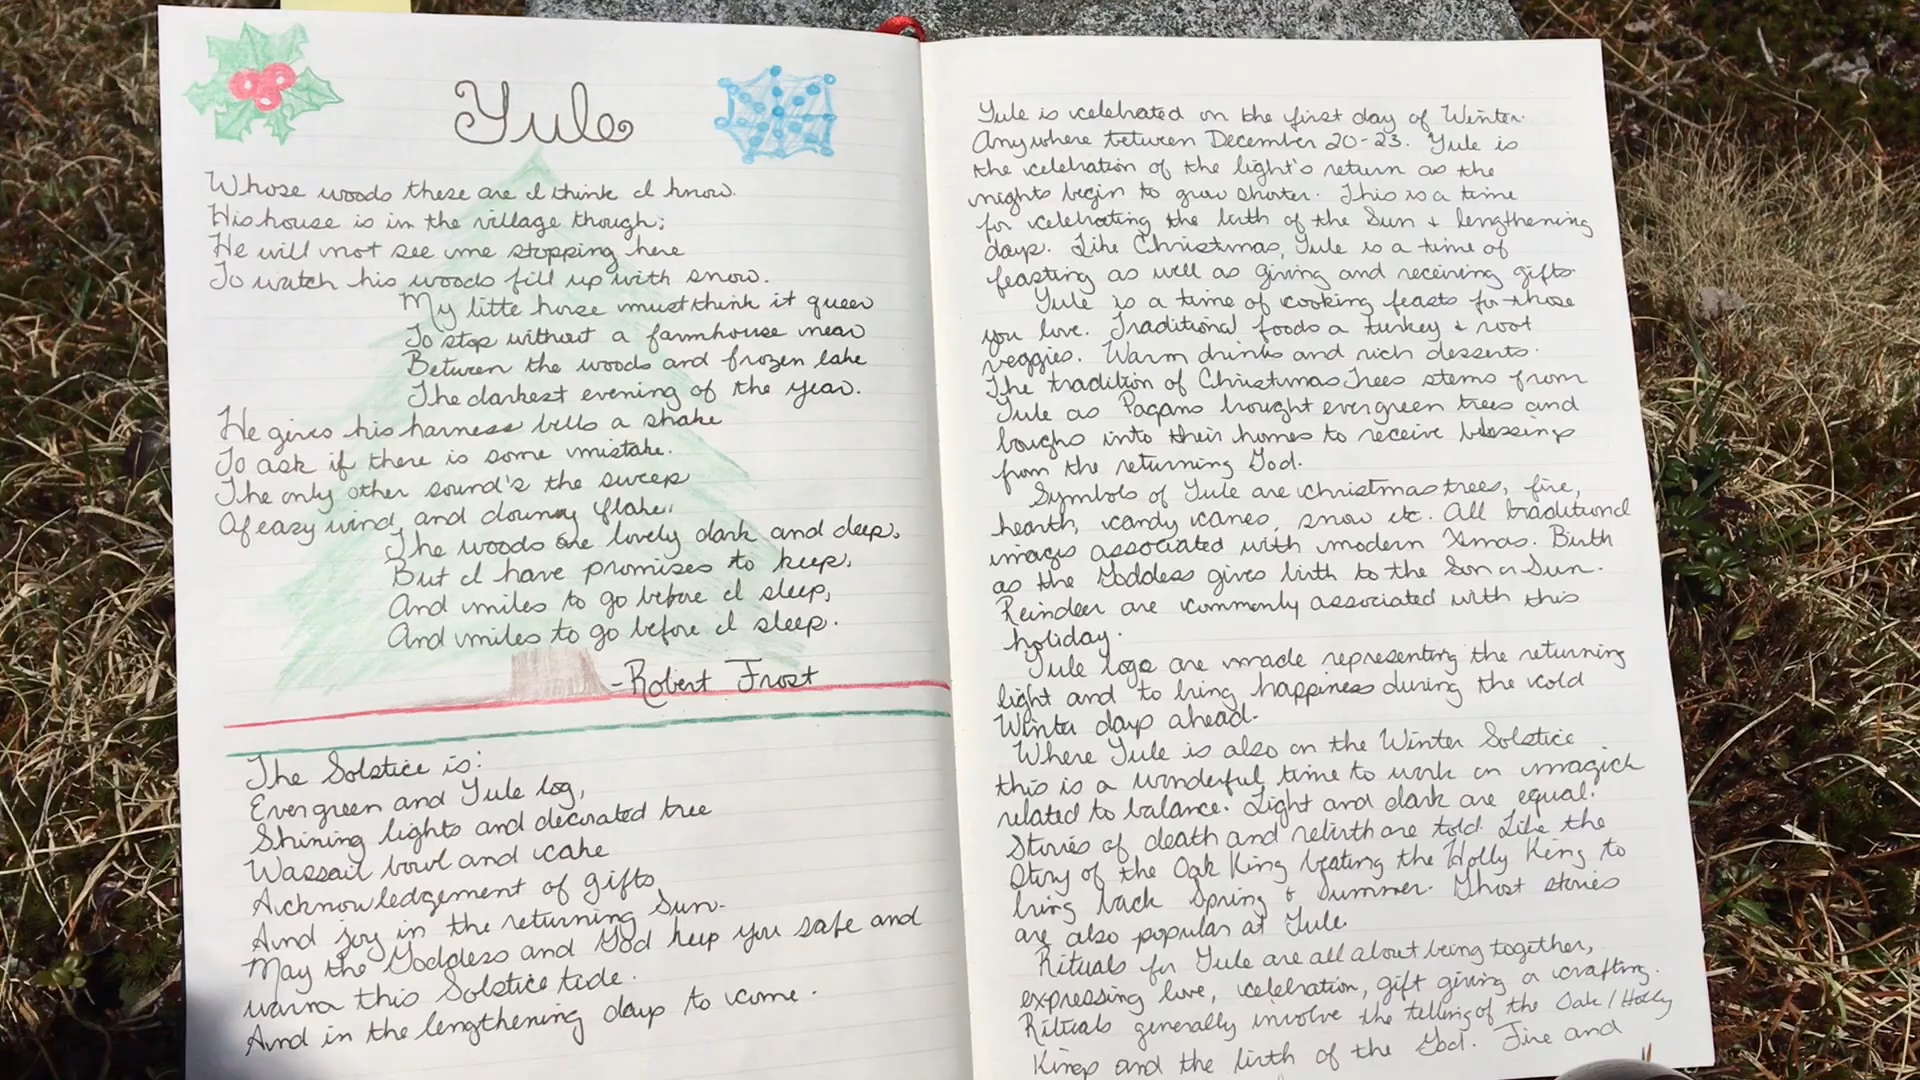 Yule
Whose woods these are I think I know.
His house is in the village though;
He will not see me stopping here
To watch his woods fill up with snow.
My little horse must think it queer
To stop without a farmhouse near
Between the woods and frozen lake
The darkest evening of the year.
He gives his harness bells a shake
To ask if there is some mistake.
The only other sound's the sweep
Of easy wind, and downy flake.
The woods are lovely dark and deep,
But I have promises to keep,
And miles to go before I sleep,
And miles to go before I sleep.
-Robert Frost
The Solstice is:
Evergreen and Yule log,
Shining lights and decorated tree
Wassail bowl and cake
Acknowledgement of gifts
And joy in the returning Sun.
May the Goddess and God keep you safe and
warm this Solstice tide.
And in the lengthening days to come.
Yule is celebrated on the first day of Winter.
Anywhere between December 20-23. Yule is
the celebration of the light's return as the
nights begin to grow shorter. This is a time
for celebrating the birth of the Sun & lengthening
days. Like Christmas, Yule is a time of
feasting as well as giving and receiving gifts.
Yule is a time of cooking feasts for those
you love. Traditional foods a turkey & root
veggies. Warm drinks and rich desserts.
The tradition of Christmas Trees stems from
Yule as Pagans brought evergreen trees and
boughs into their homes to receive blessings
from the returning God.
Symbols of Yule are christmas trees, fire,
hearth, candy canes, snow etc. All traditional
images associated with modern Xmas. Birth
as the Goddess gives birth to the Son or Sun.
Reindeer are commonly associated with this
holiday.
Yule logs are made representing the returning
light and to bring happiness during the cold
Winter days ahead.
Where Yule is also on the Winter Solstice
this is a wonderful time to work on magick
related to balance. Light and dark are equal.
Stories of death and rebirth are told. Like the
Story of the Oak King beating the Holly King to
bring back Spring & Summer. Ghost stories
are also popular at Yule.
Rituals for Yule are all about being together,
expressing love, celebration, gift giving or crafting.
Rituals generally involve the telling of the Oak/Holly
Kings and the birth of the God. Fire and